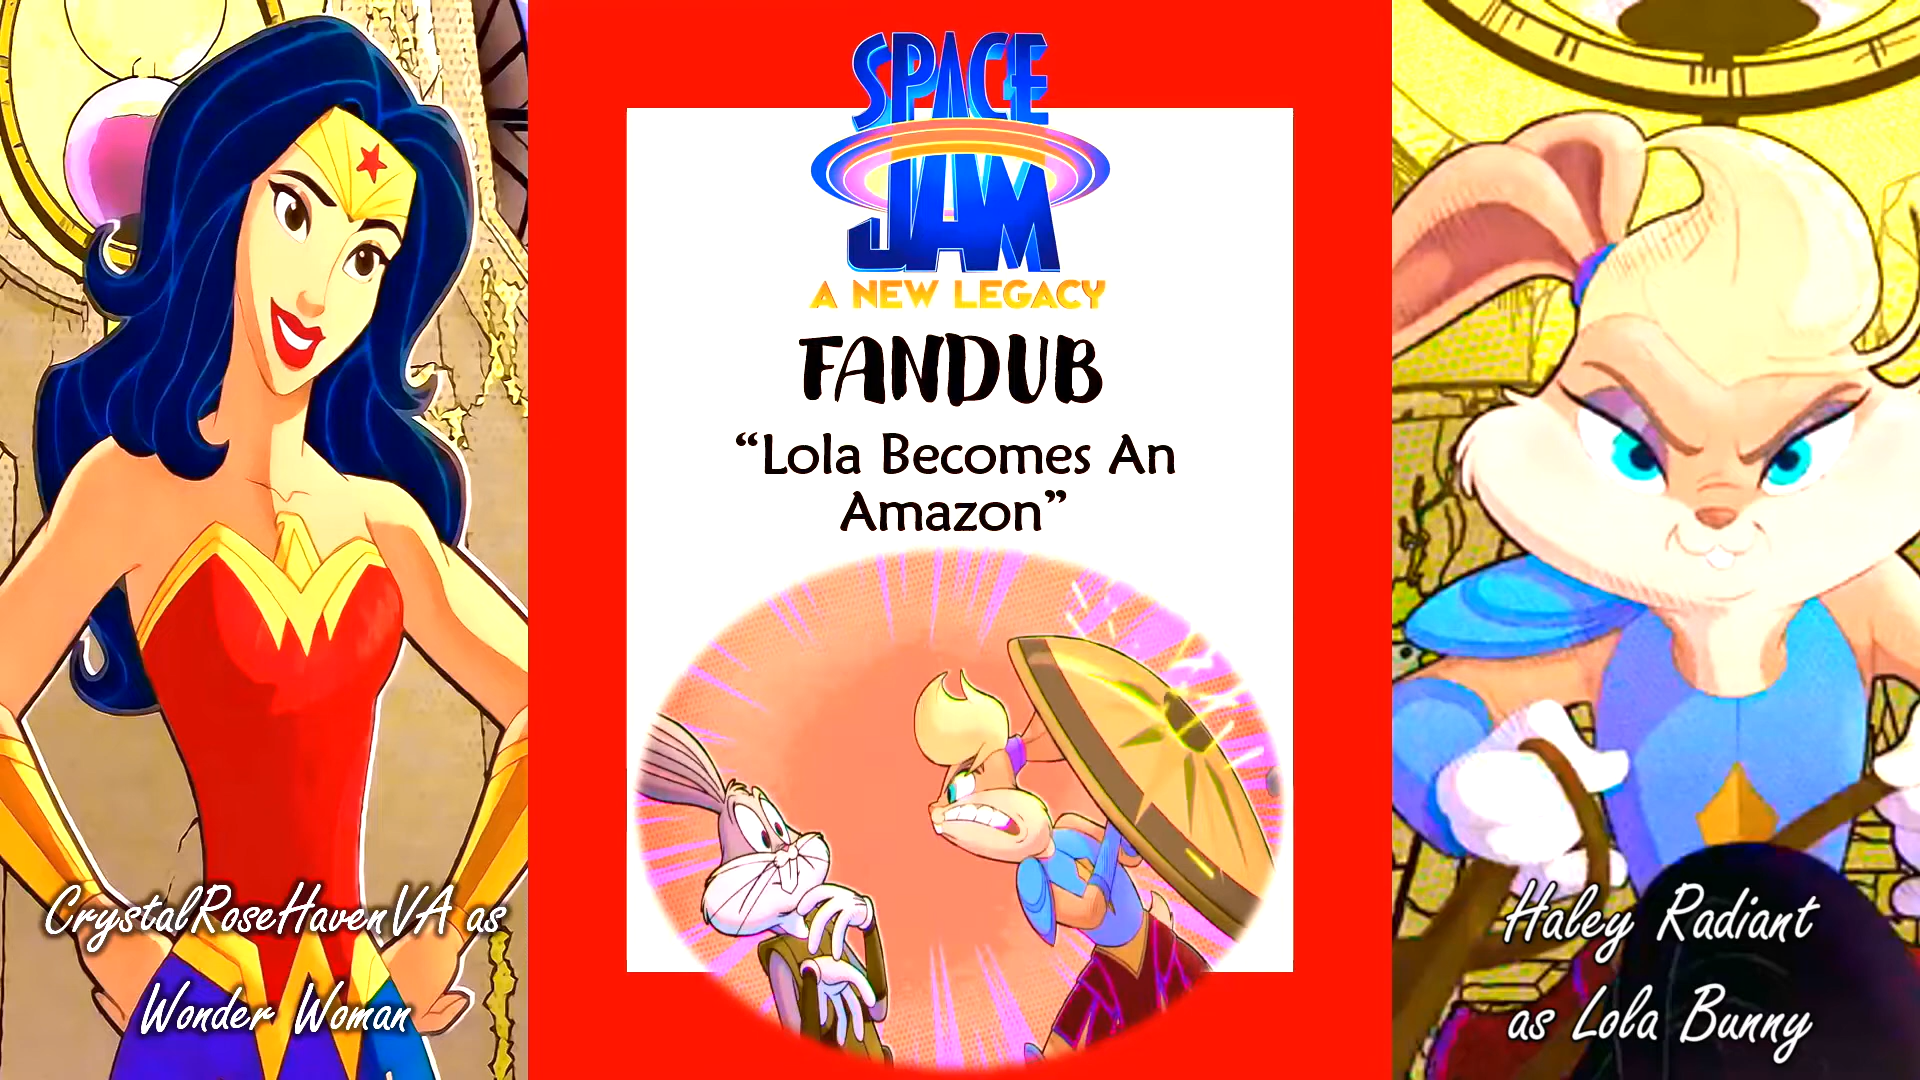 SPACE
JAM
A NEW LEGACY
FANDUB
“Lola Becomes An
Amazon”
CrystalRoseHavenVA as
Wonder Woman
Haley Radiant
as Lola Bunny